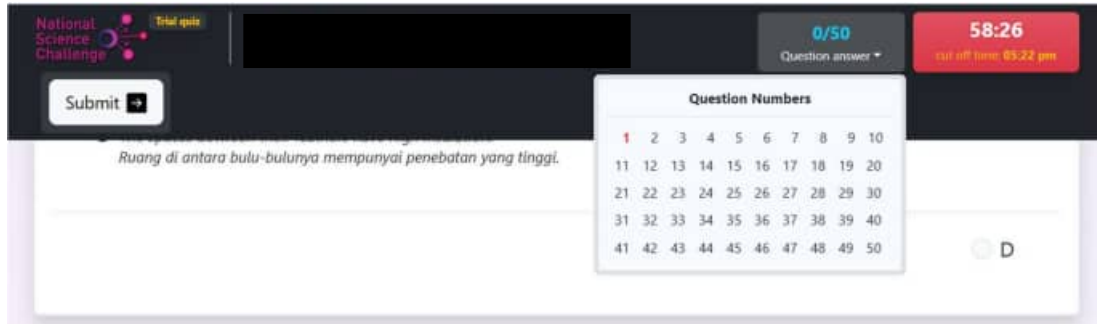 National
Science
Challenge
Trial quiz
0/50
Question answer
58:26
cut off time: 05:22 pm
Submit
Question Numbers
1 2 3 4 5 6 7 8 9 10
11 12 13 14 15 16 17 18 19 20
21 22 23 24 25 26 27 28 29 30
31 32 33 34 35 36 37 38 39 40
41 42 43 44 45 46 47 48 49 50
Ruang di antara bulu-bulunya mempunyai penebatan yang tinggi.
D